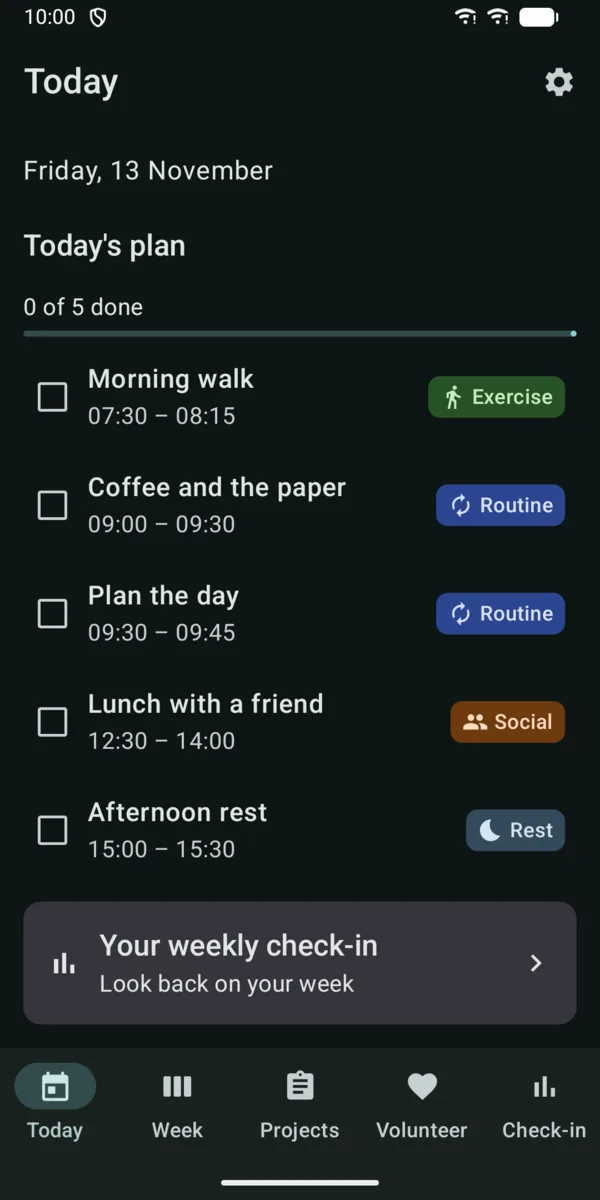 10:00
Today
Friday, 13 November
Today's plan
0 of 5 done
Morning walk
07:30 – 08:15
Exercise
Coffee and the paper
09:00 – 09:30
Routine
Plan the day
09:30 – 09:45
Routine
Lunch with a friend
12:30 – 14:00
Social
Afternoon rest
15:00 – 15:30
Rest
Your weekly check-in
Look back on your week
Today
Week
Projects
Volunteer
Check-in